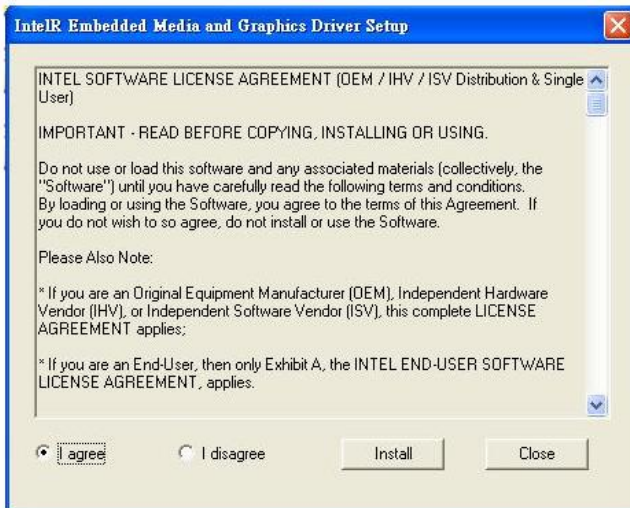 IntelR Embedded Media and Graphics Driver Setup
INTEL SOFTWARE LICENSE AGREEMENT (OEM / IHV / ISV Distribution & Single
User)
IMPORTANT - READ BEFORE COPYING, INSTALLING OR USING.
Do not use or load this software and any associated materials (collectively, the
"Software") until you have carefully read the following terms and conditions.
By loading or using the Software, you agree to the terms of this Agreement. If
you do not wish to so agree, do not install or use the Software.
Please Also Note:
* If you are an Original Equipment Manufacturer (OEM), Independent Hardware
Vendor (IHV), or Independent Software Vendor (ISV), this complete LICENSE
AGREEMENT applies;
* If you are an End-User, then only Exhibit A, the INTEL END-USER SOFTWARE
LICENSE AGREEMENT, applies.
I agree
I disagree
Install
Close